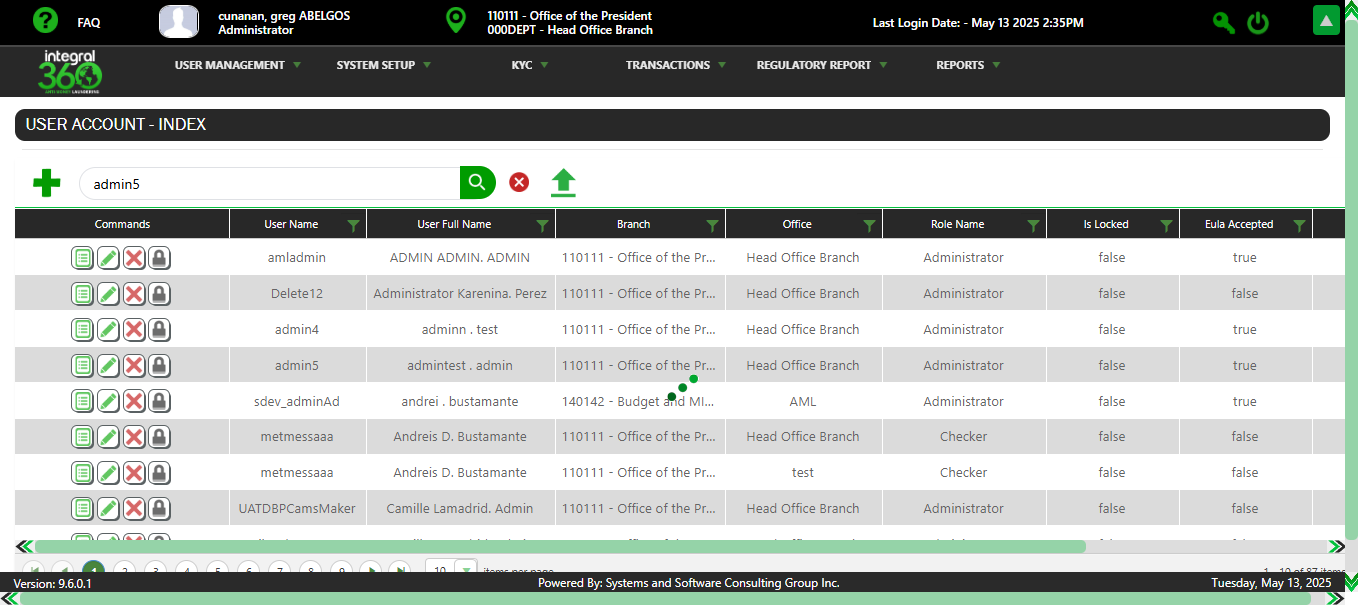 FAQ
cunanan, greg ABELGOS
Administrator
110111 - Office of the President
000DEPT - Head Office Branch
Last Login Date: - May 13 2025 2:35PM
integral
360
USER MANAGEMENT
SYSTEM SETUP
KYC
TRANSACTIONS
REGULATORY REPORT
REPORTS
USER ACCOUNT - INDEX
admin5
Commands User Name User Full Name Branch Office Role Name Is Locked Eula Accepted
amladmin ADMIN ADMIN. ADMIN 110111 - Office of the Pr... Head Office Branch Administrator false true
Delete12 Administrator Karenina. Perez 110111 - Office of the Pr... Head Office Branch Administrator false false
admin4 adminn . test 110111 - Office of the Pr... Head Office Branch Administrator false true
admin5 admintest . admin 110111 - Office of the Pr... Head Office Branch Administrator false true
sdev_adminAd andrei . bustamante 140142 - Budget and MI... AML Administrator false true
metmessaaa Andreis D. Bustamante 110111 - Office of the Pr... Head Office Branch Checker false false
metmessaaa Andreis D. Bustamante 110111 - Office of the Pr... test Checker false false
UATDBPCamsMaker Camille Lamadrid. Admin 110111 - Office of the Pr... Head Office Branch Administrator false false
1 2 3 4 5 6 7 8 9 10 items per page 1 - 10 of 87 items
Version: 9.6.0.1
Powered By: Systems and Software Consulting Group Inc.
Tuesday, May 13, 2025